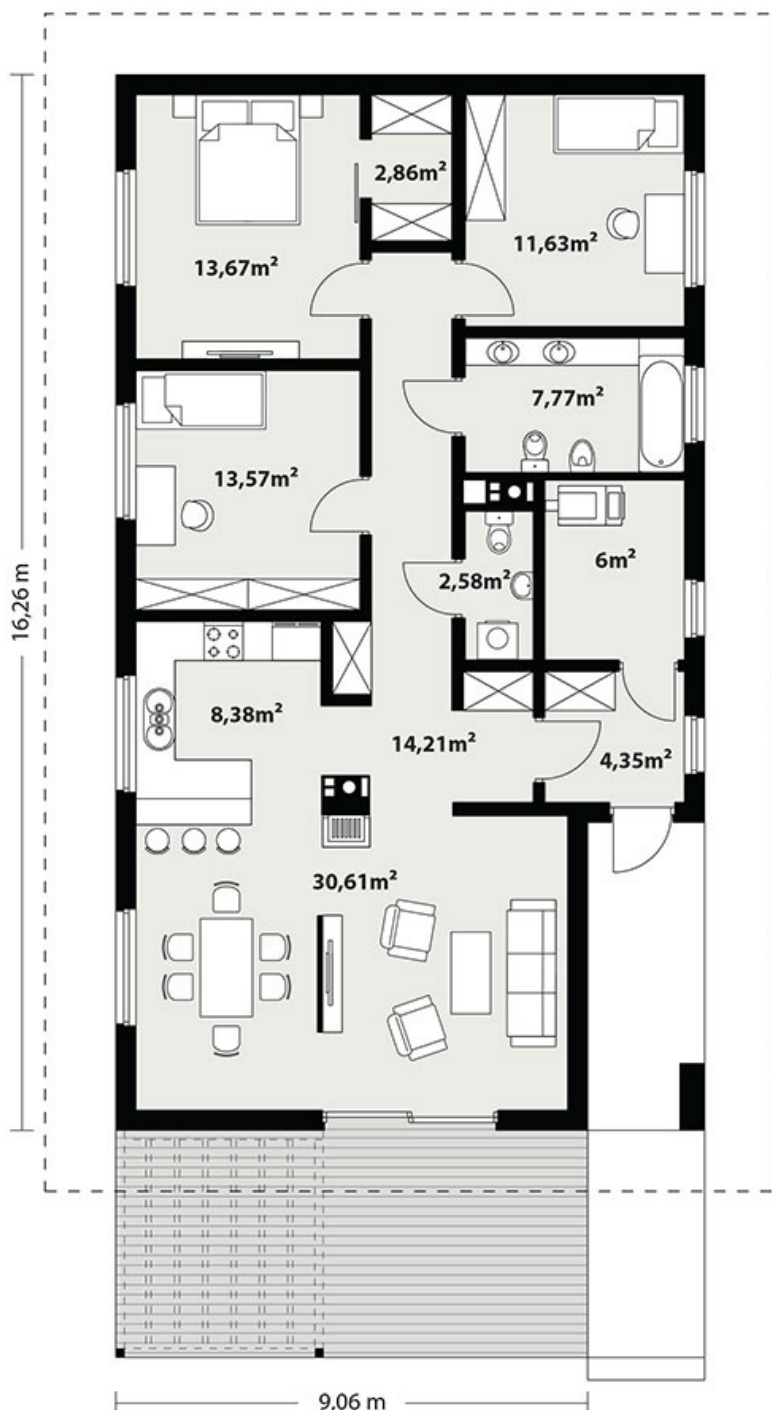 2,86m²
11,63m²
13,67m²
7,77m²
13,57m²
6m²
2,58m²
16,26 m
8,38m²
14,21m²
4,35m²
30,61m²
9,06 m